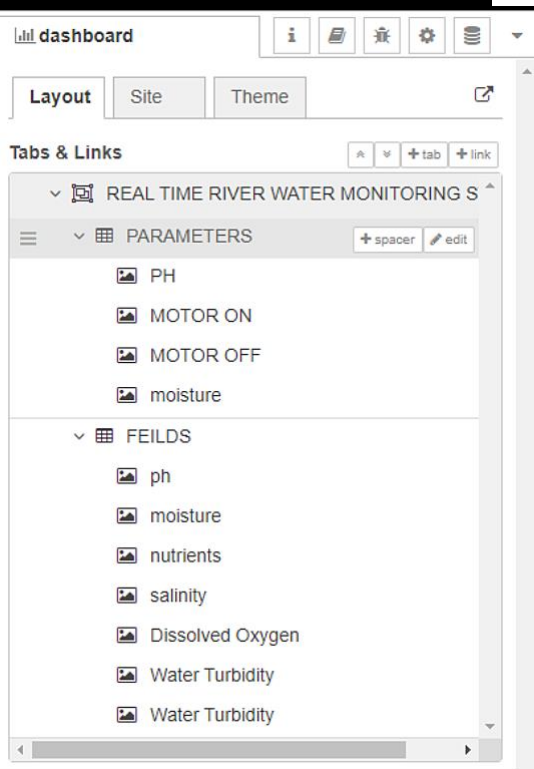 dashboard
i
Layout Site Theme
Tabs & Links
+ tab + link
REAL TIME RIVER WATER MONITORING S
PARAMETERS
+ spacer edit
PH
MOTOR ON
MOTOR OFF
moisture
FEILDS
ph
moisture
nutrients
salinity
Dissolved Oxygen
Water Turbidity
Water Turbidity